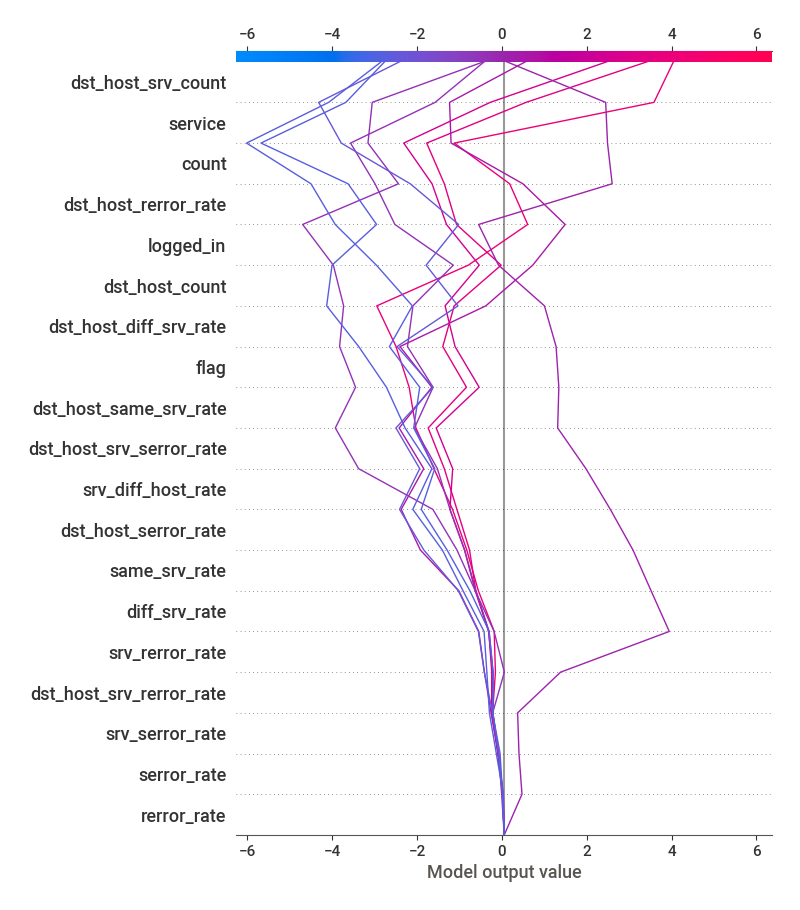 −6 −4 −2 0 2 4 6
dst_host_srv_count
service
count
dst_host_rerror_rate
logged_in
dst_host_count
dst_host_diff_srv_rate
flag
dst_host_same_srv_rate
dst_host_srv_serror_rate
srv_diff_host_rate
dst_host_serror_rate
same_srv_rate
diff_srv_rate
srv_rerror_rate
dst_host_srv_rerror_rate
srv_serror_rate
serror_rate
rerror_rate
−6 −4 −2 0 2 4 6
Model output value